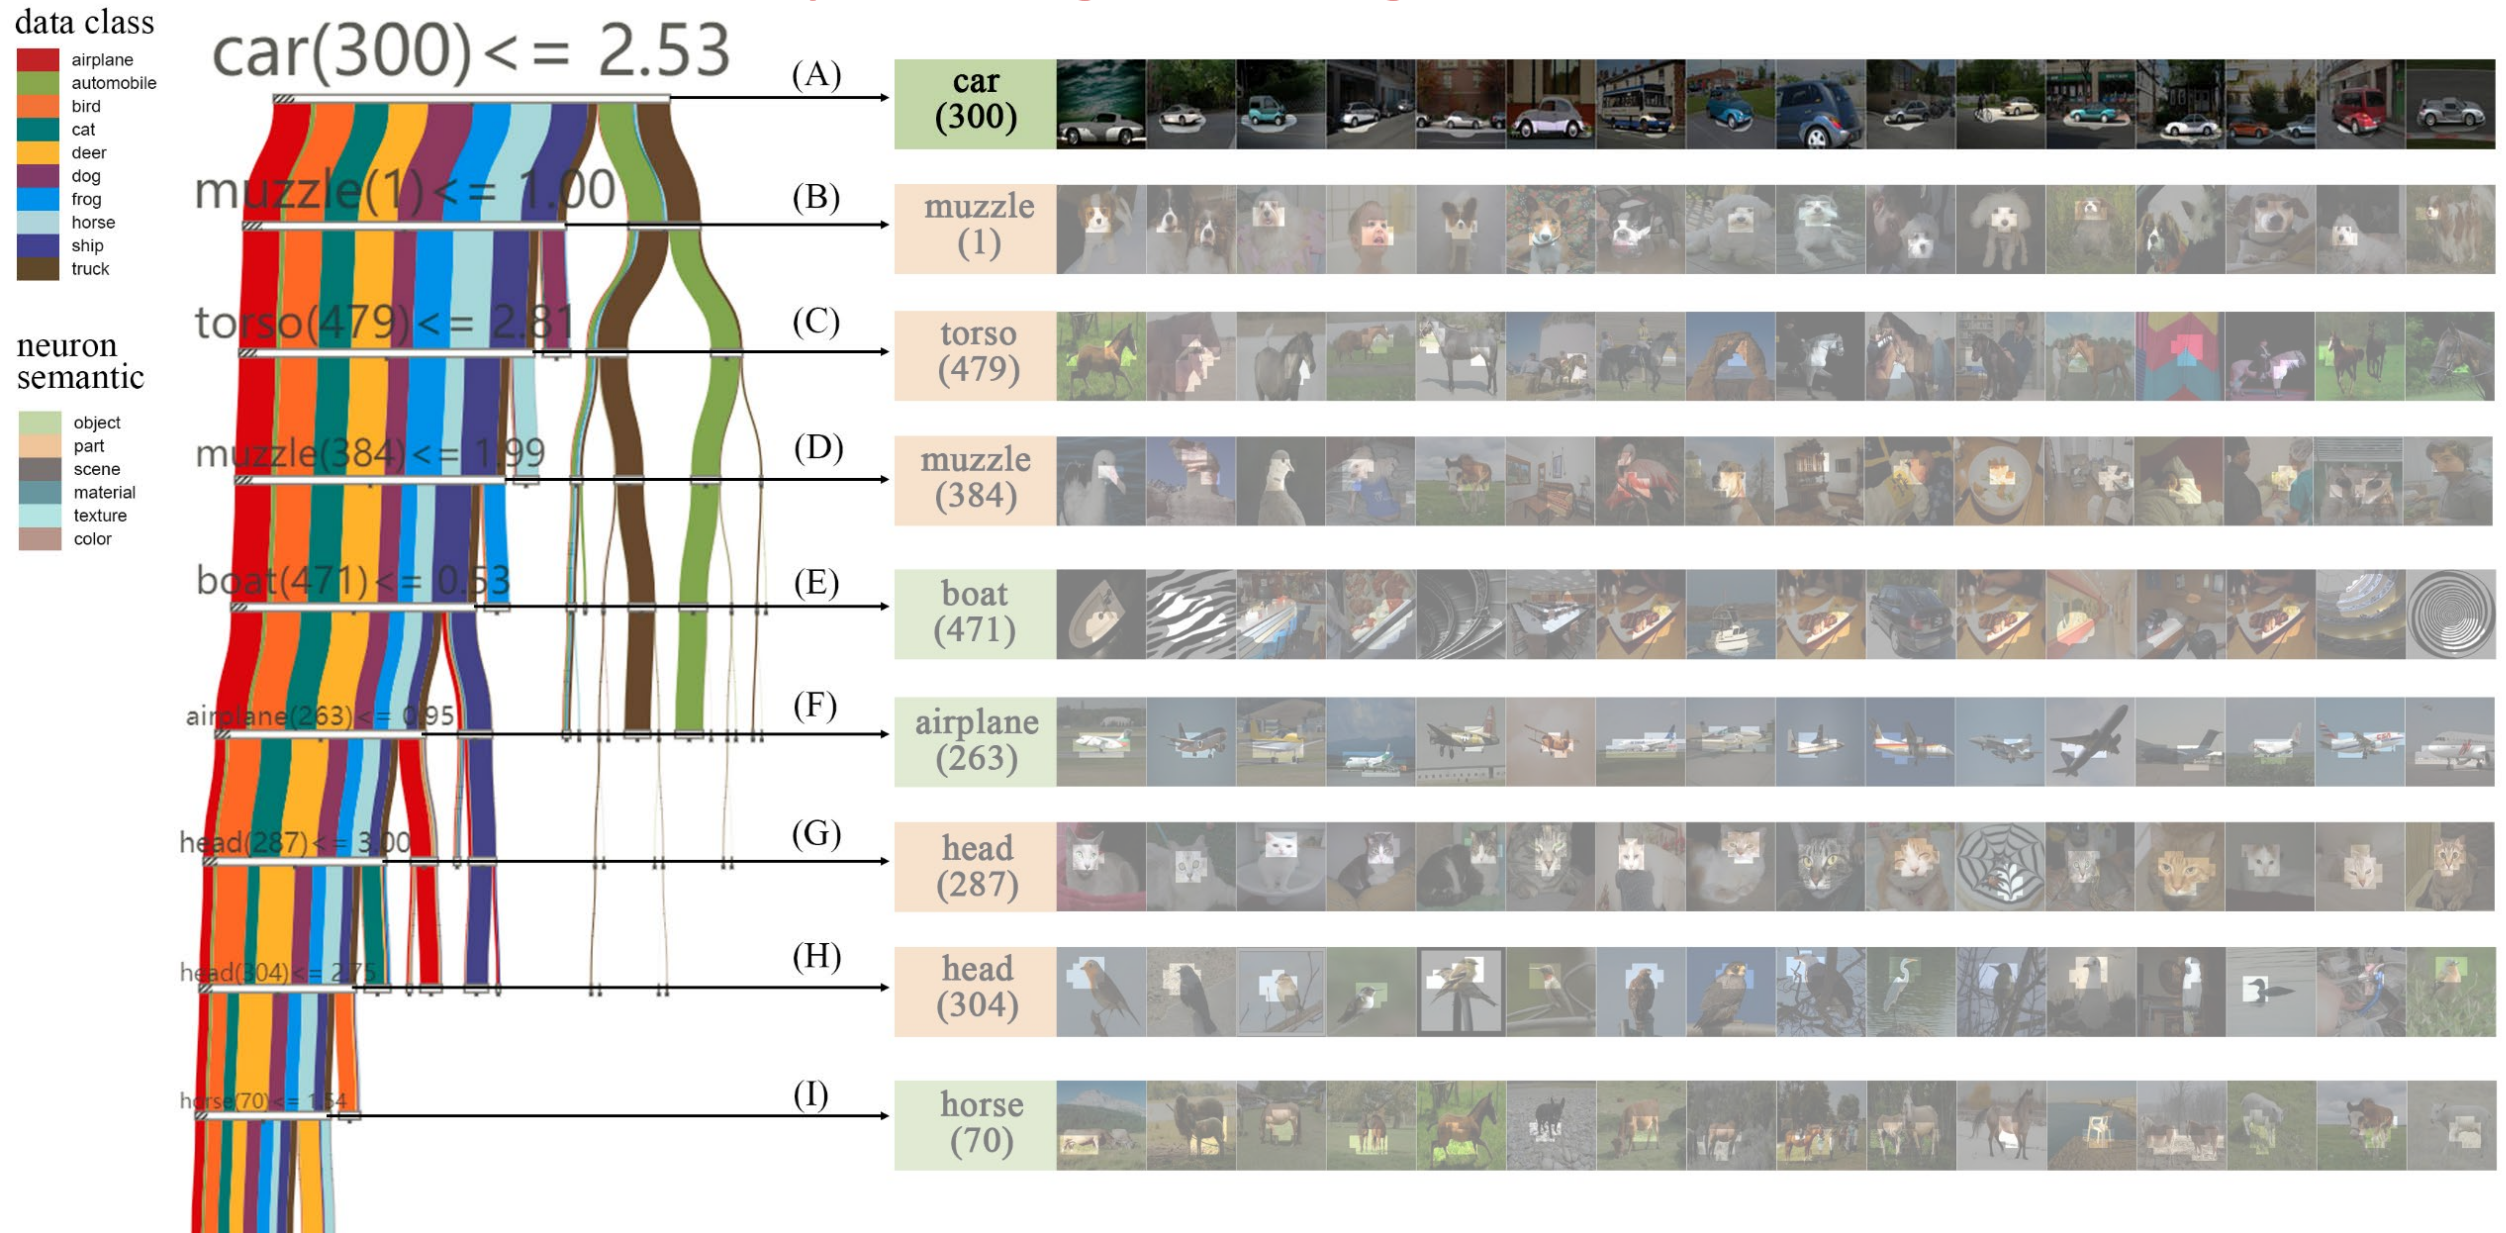 data class
airplane
automobile
bird
cat
deer
dog
frog
horse
ship
truck
neuron
semantic
object
part
scene
material
texture
color
car(300)<= 2.53
muzzle(1)<= 1.00
torso(479)<= 2.81
muzzle(384)<= 1.99
boat(471)<= 0.53
airplane(263)<= 0.95
head(287)<= 3.00
head(304)<= 2.75
horse(70)<= 1.54
(A)
car
(300)
(B)
muzzle
(1)
(C)
torso
(479)
(D)
muzzle
(384)
(E)
boat
(471)
(F)
airplane
(263)
(G)
head
(287)
(H)
head
(304)
(I)
horse
(70)